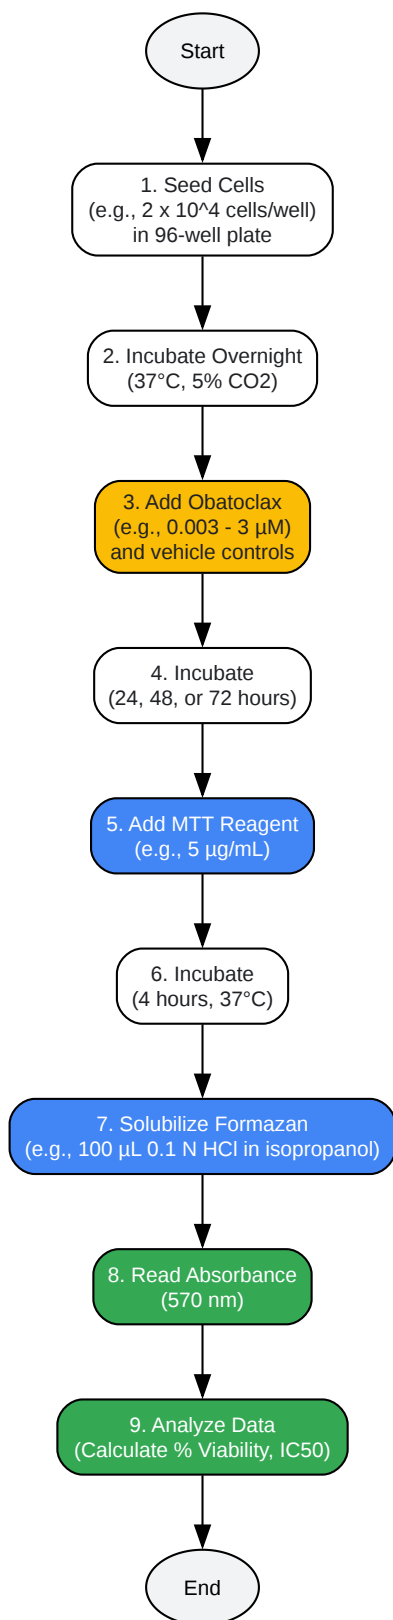 Start
1. Seed Cells
(e.g., 2 x 10^4 cells/well)
in 96-well plate
2. Incubate Overnight
(37°C, 5% CO2)
3. Add Obatoclax
(e.g., 0.003 - 3 µM)
and vehicle controls
4. Incubate
(24, 48, or 72 hours)
5. Add MTT Reagent
(e.g., 5 µg/mL)
6. Incubate
(4 hours, 37°C)
7. Solubilize Formazan
(e.g., 100 µL 0.1 N HCl in isopropanol)
8. Read Absorbance
(570 nm)
9. Analyze Data
(Calculate % Viability, IC50)
End